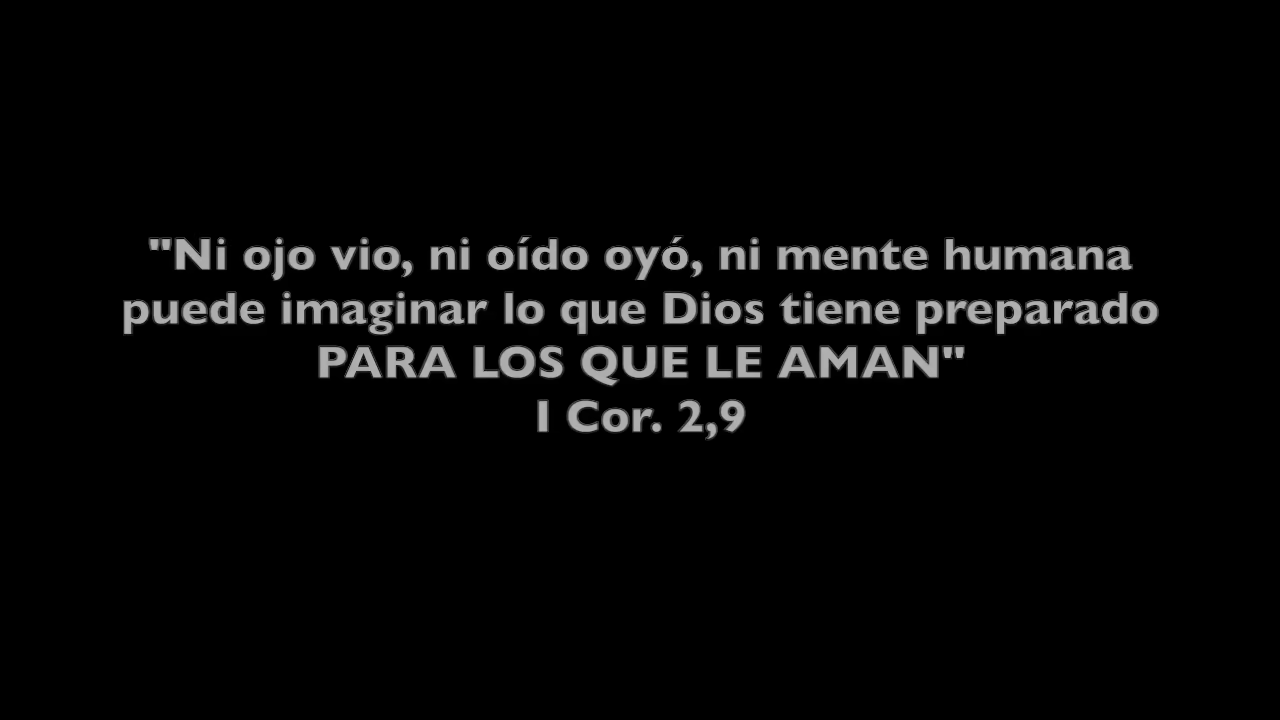 "Ni ojo vio, ni oído oyó, ni mente humana
puede imaginar lo que Dios tiene preparado
PARA LOS QUE LE AMAN"
1 Cor. 2,9